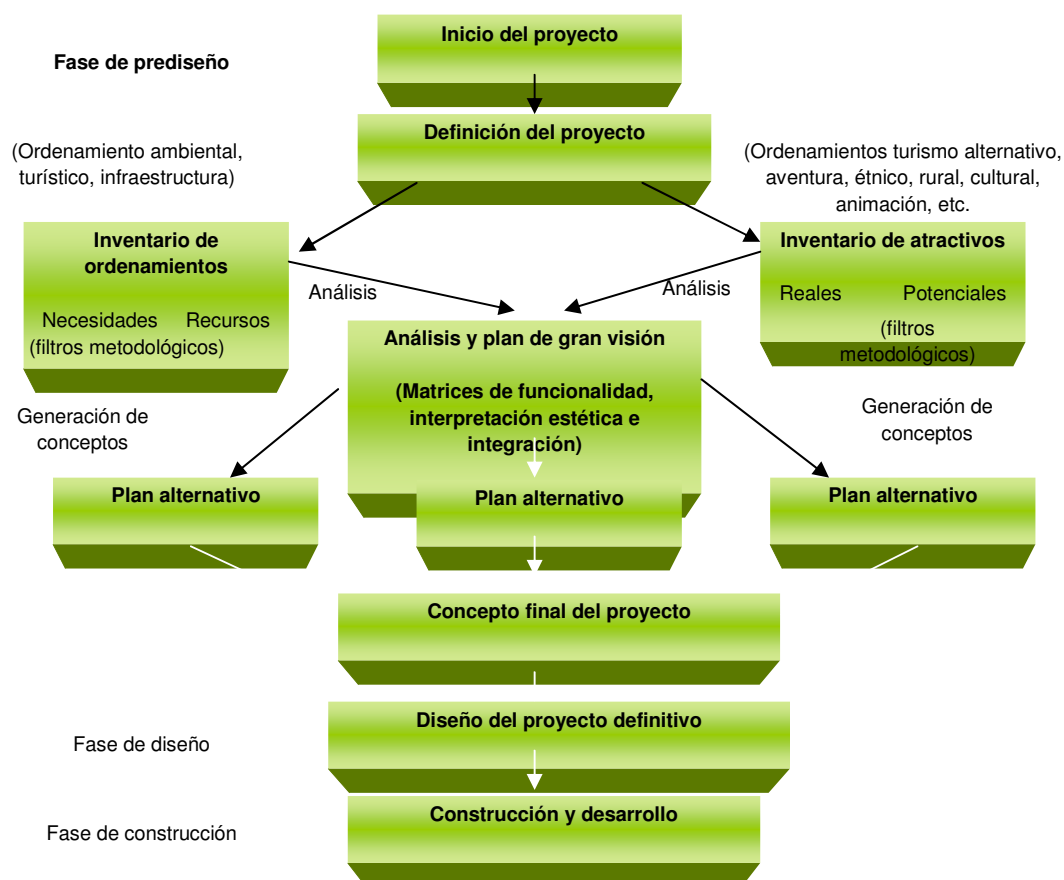 Inicio del proyecto
Fase de prediseño
Definición del proyecto
(Ordenamiento ambiental,
turístico, infraestructura)
(Ordenamientos turismo alternativo,
aventura, étnico, rural, cultural,
animación, etc.
Inventario de
ordenamientos
Necesidades Recursos
(filtros metodológicos)
Inventario de atractivos
Reales Potenciales
(filtros
metodológicos)
Análisis
Análisis
Análisis y plan de gran visión
(Matrices de funcionalidad,
interpretación estética e
integración)
Generación de
conceptos
Generación de
conceptos
Plan alternativo
Plan alternativo
Plan alternativo
Concepto final del proyecto
Diseño del proyecto definitivo
Fase de diseño
Construcción y desarrollo
Fase de construcción